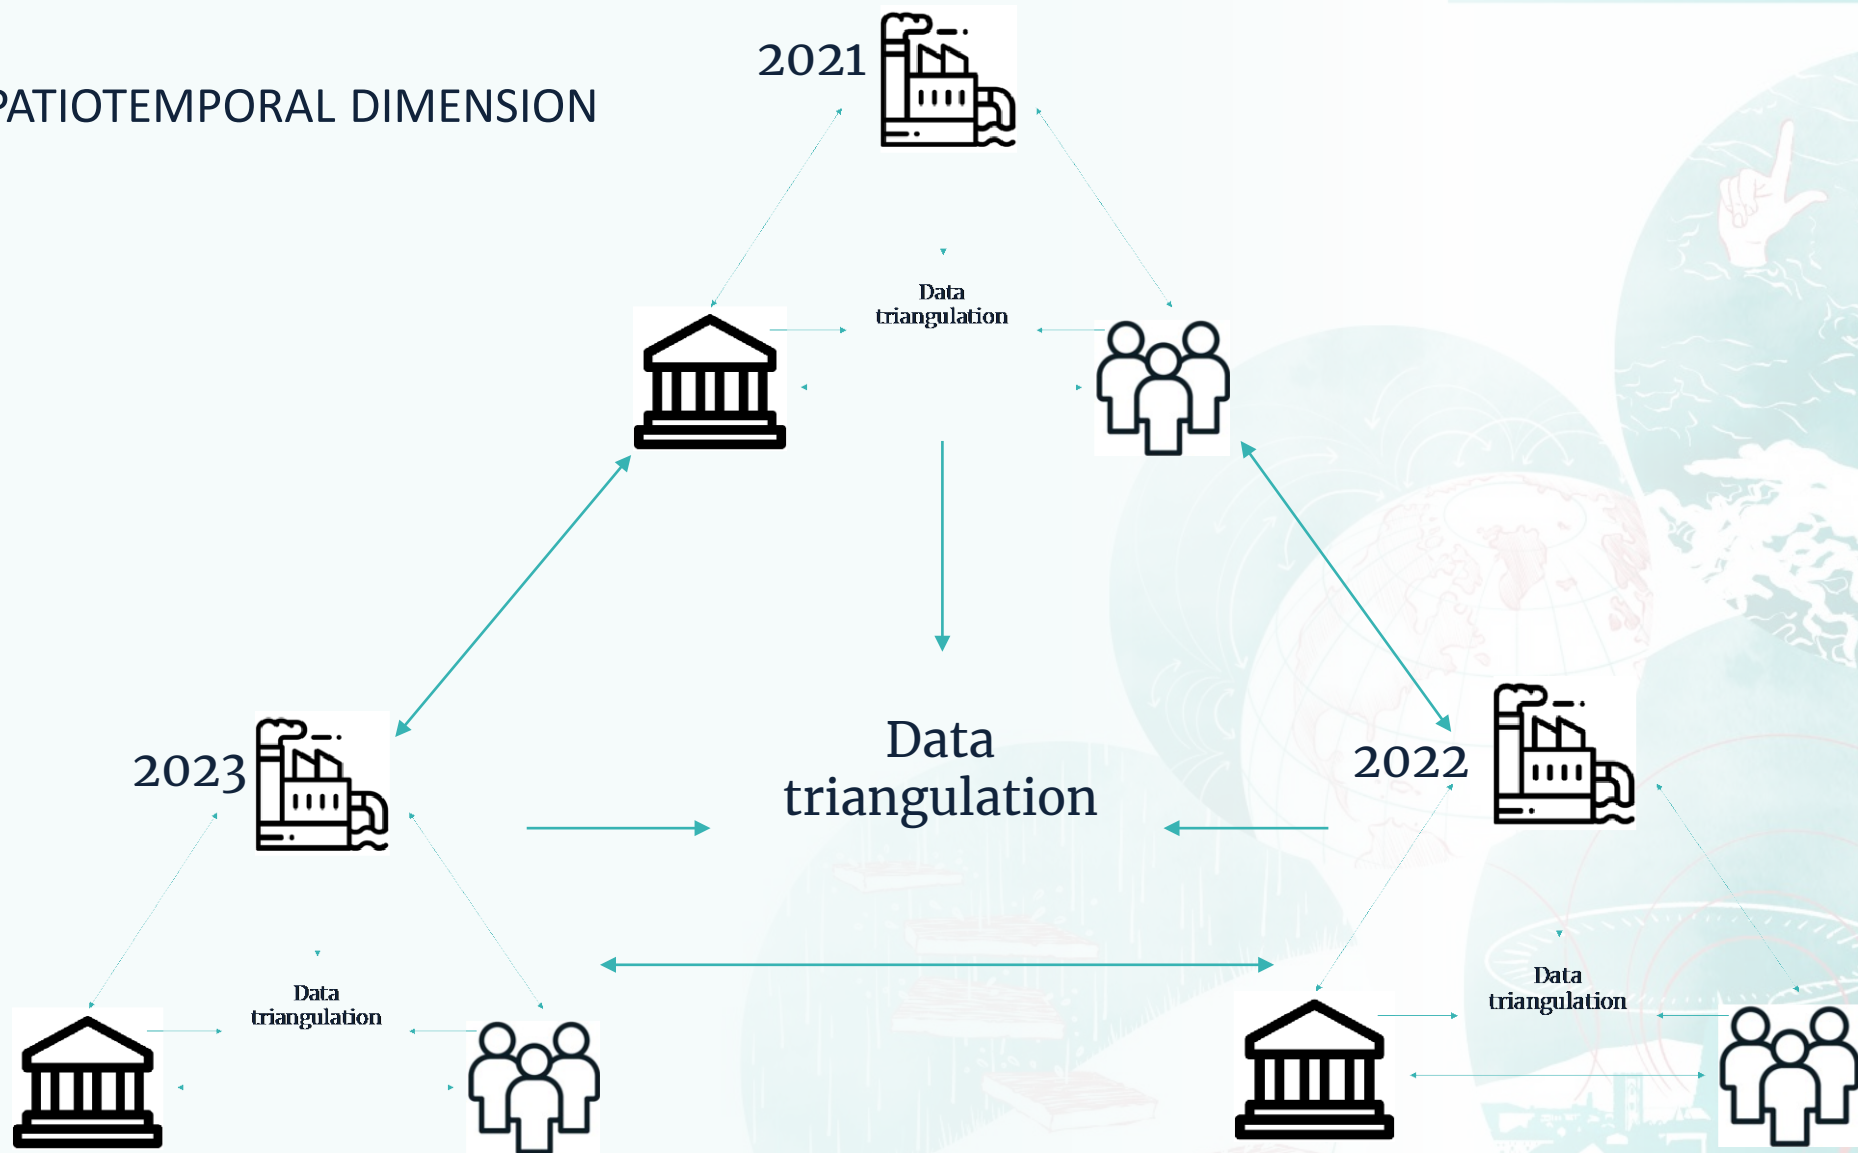 2021
PATIOTEMPORAL DIMENSION
Data
triangulation
Data
triangulation
2023
2022
Data
triangulation
Data
triangulation